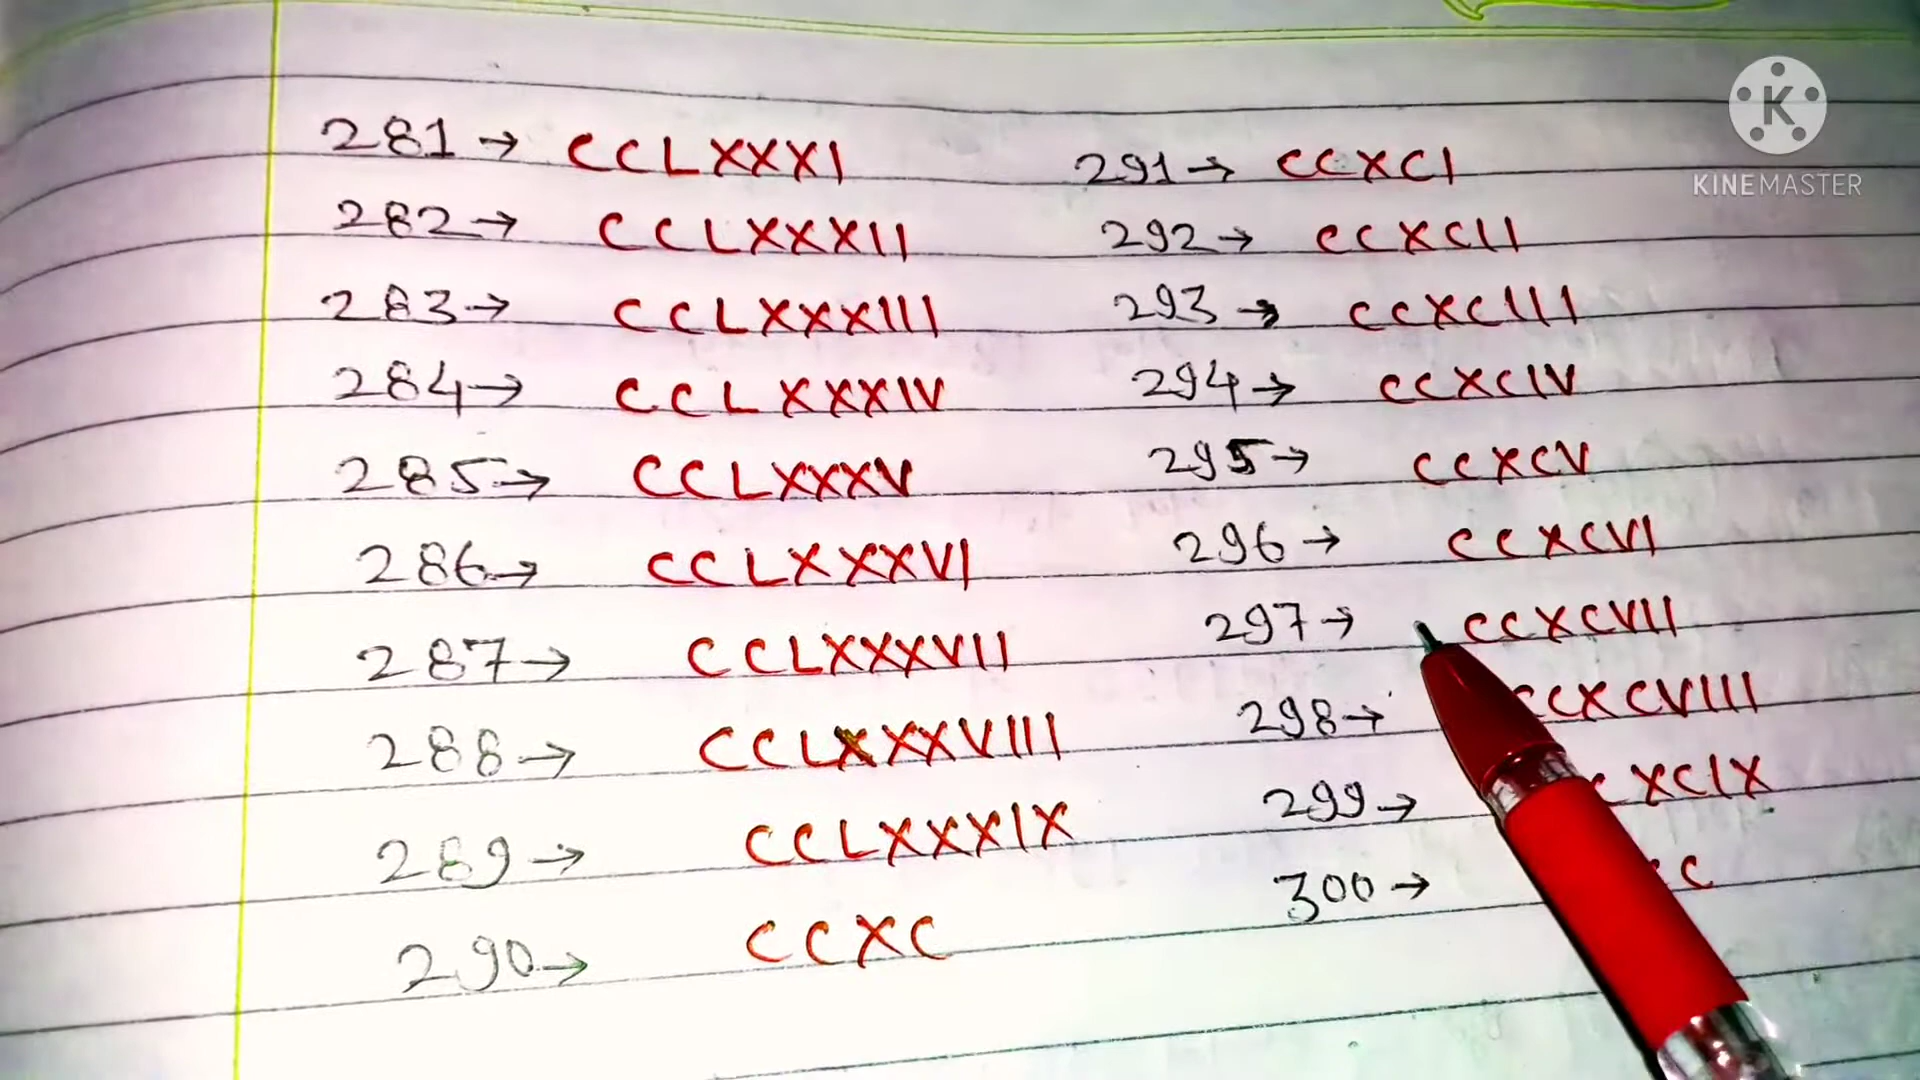 281→ CCLXXXI
282→ CCLXXXII
283→ CCLXXXIII
284→ CCLXXXIV
285→ CCLXXXV
286→ CCLXXXVI
287→ CCLXXXVII
288→ CCLXXXVIII
289→ CCLXXXIX
290→ CCXC
291→ CCXCI
292→ CCXCII
293→ CCXCIII
294→ CCXCIV
295→ CCXCV
296→ CCXCVI
297→ CCXCVII
298→ CCXCVIII
299→
300→
KINEMASTER